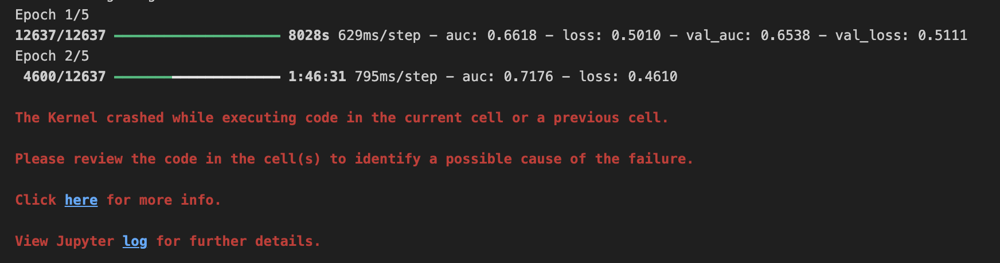 Epoch 1/5
12637/12637 8028s 629ms/step - auc: 0.6618 - loss: 0.5010 - val_auc: 0.6538 - val_loss: 0.5111
Epoch 2/5
4600/12637 1:46:31 795ms/step - auc: 0.7176 - loss: 0.4610
The Kernel crashed while executing code in the current cell or a previous cell.
Please review the code in the cell(s) to identify a possible cause of the failure.
Click here for more info.
View Jupyter log for further details.